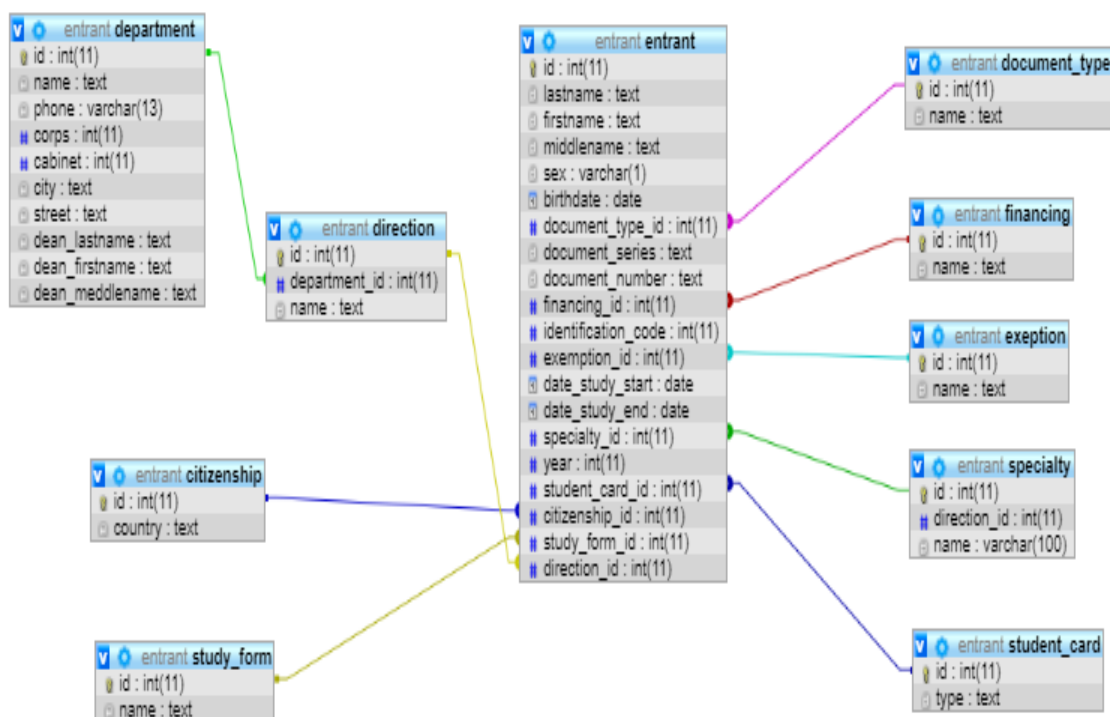 entrant department
id : int(11)
name : text
phone : varchar(13)
corps : int(11)
cabinet : int(11)
city : text
street : text
dean_lastname : text
dean_firstname : text
dean_meddlename : text
entrant direction
id : int(11)
department_id : int(11)
name : text
entrant citizenship
id : int(11)
country : text
entrant study_form
id : int(11)
name : text
entrant entrant
id : int(11)
lastname : text
firstname : text
middlename : text
sex : varchar(1)
birthdate : date
document_type_id : int(11)
document_series : text
document_number : text
financing_id : int(11)
identification_code : int(11)
exemption_id : int(11)
date_study_start : date
date_study_end : date
specialty_id : int(11)
year : int(11)
student_card_id : int(11)
citizenship_id : int(11)
study_form_id : int(11)
direction_id : int(11)
entrant document_type
id : int(11)
name : text
entrant financing
id : int(11)
name : text
entrant exeption
id : int(11)
name : text
entrant specialty
id : int(11)
direction_id : int(11)
name : varchar(100)
entrant student_card
id : int(11)
type : text